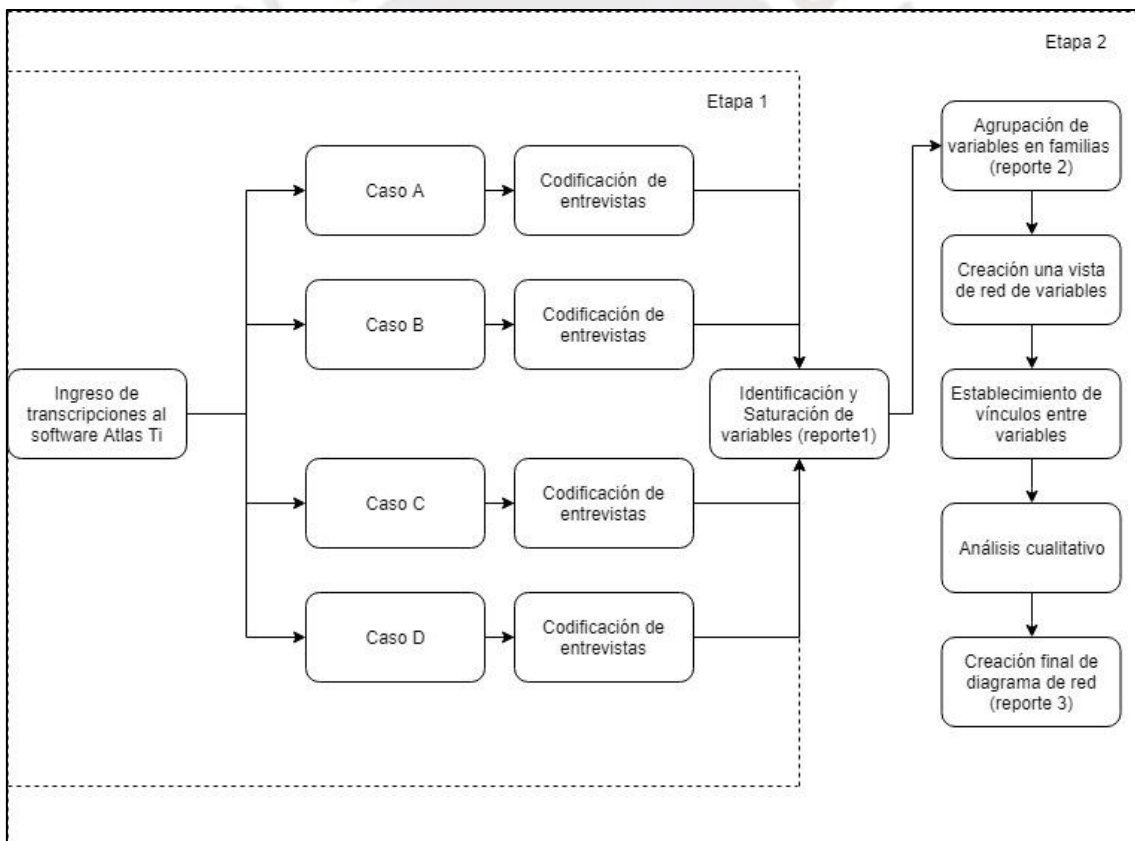 Etapa 2
Etapa 1
Ingreso de
transcripciones al
software Atlas Ti
Caso A
Codificación de
entrevistas
Caso B
Codificación de
entrevistas
Caso C
Codificación de
entrevistas
Caso D
Codificación de
entrevistas
Identificación y
Saturación de
variables (reporte1)
Agrupación de
variables en familias
(reporte 2)
Creación una vista
de red de variables
Establecimiento de
vínculos entre
variables
Análisis cualitativo
Creación final de
diagrama de red
(reporte 3)